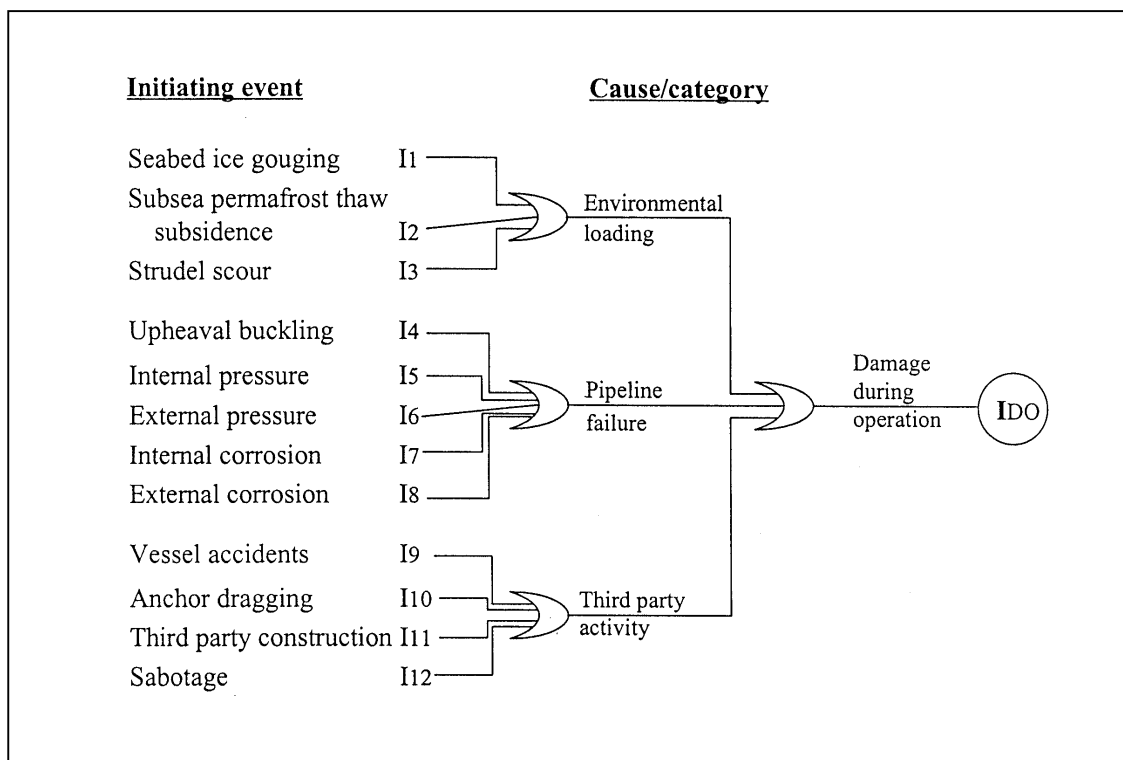 Initiating event
Cause/category
Seabed ice gouging I1
Subsea permafrost thaw
subsidence I2
Strudel scour I3
Environmental
loading
Upheaval buckling I4
Internal pressure I5
External pressure I6
Internal corrosion I7
External corrosion I8
Pipeline
failure
Damage
during
operation
IDO
Vessel accidents I9
Anchor dragging I10
Third party construction I11
Sabotage I12
Third party
activity